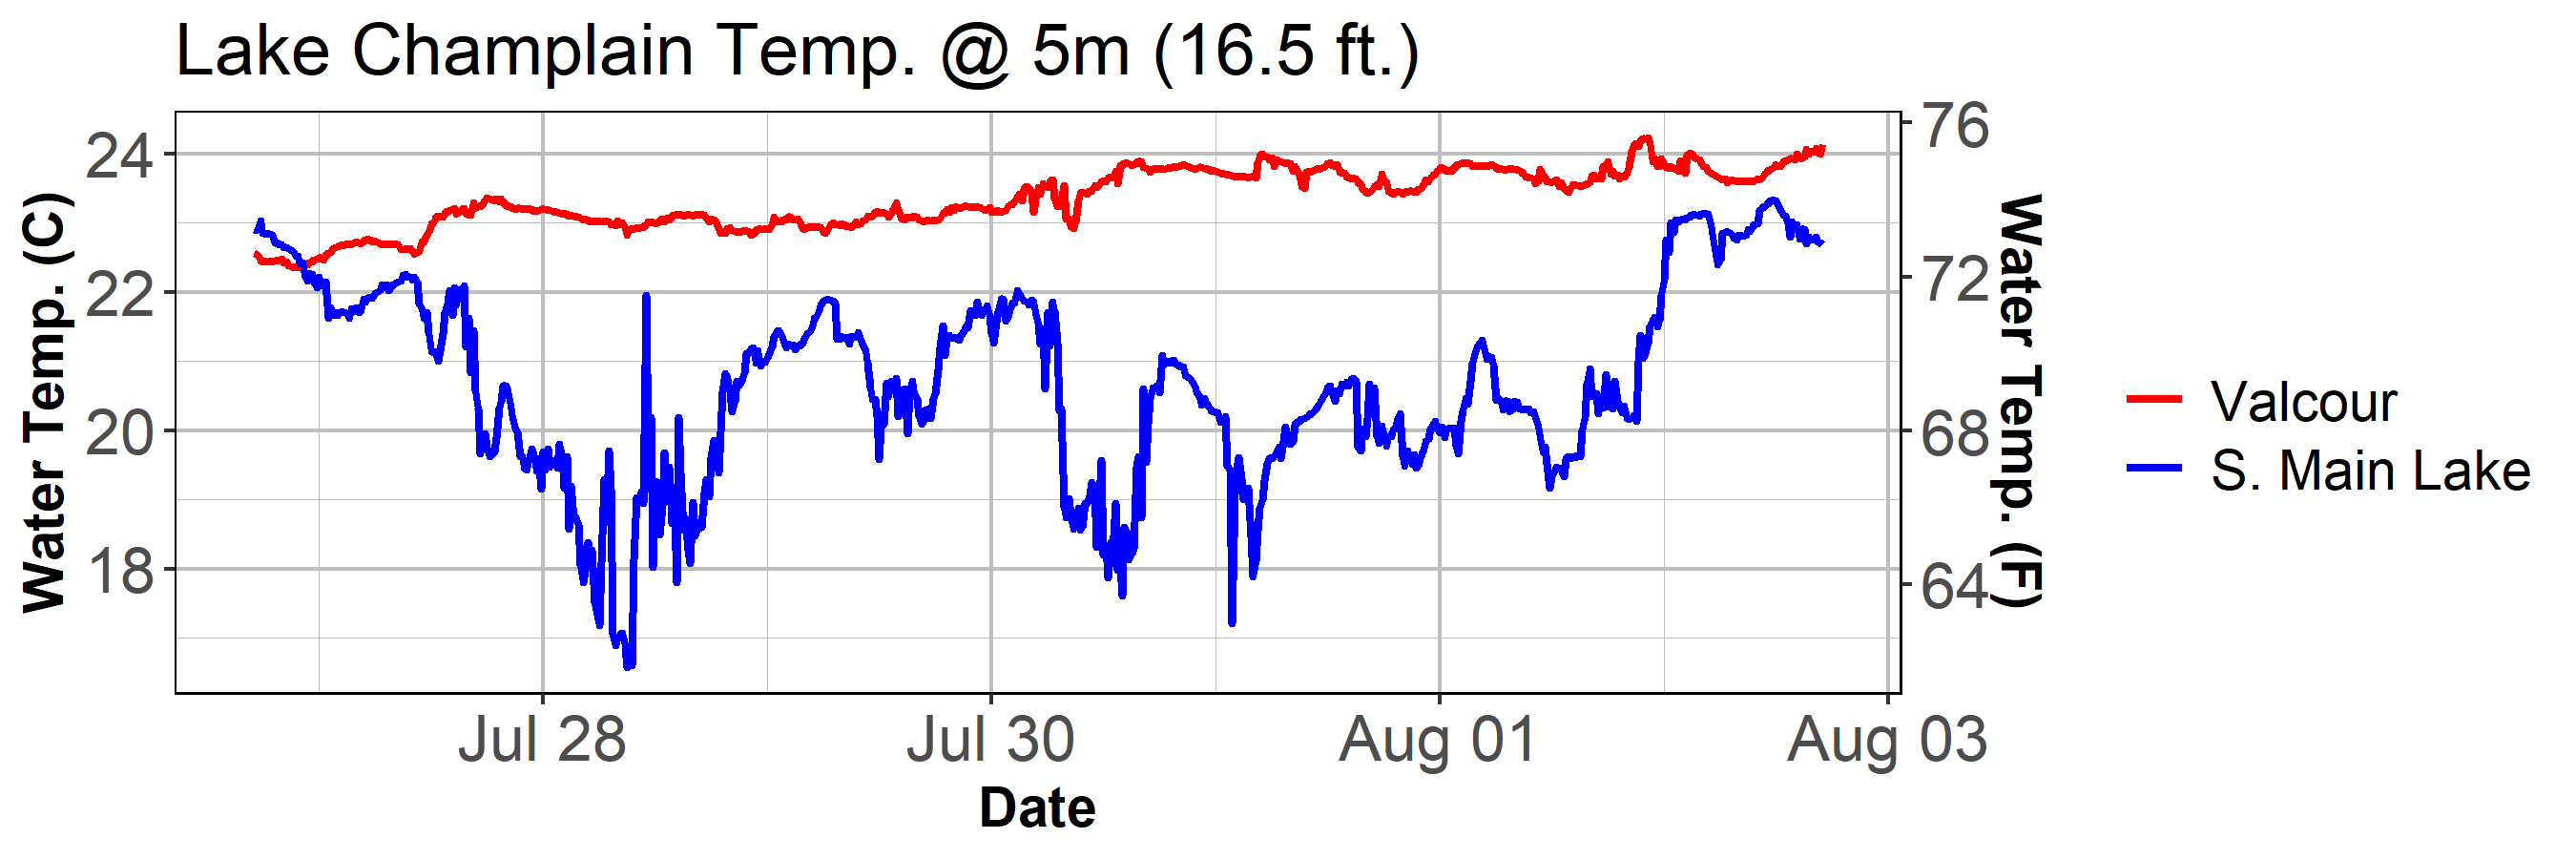 Lake Champlain Temp. @ 5m (16.5 ft.)
Water Temp. (C)
24
22
20
18
76
72
68
64
Water Temp. (F)
Jul 28
Jul 30
Aug 01
Aug 03
Date
Valcour
S. Main Lake